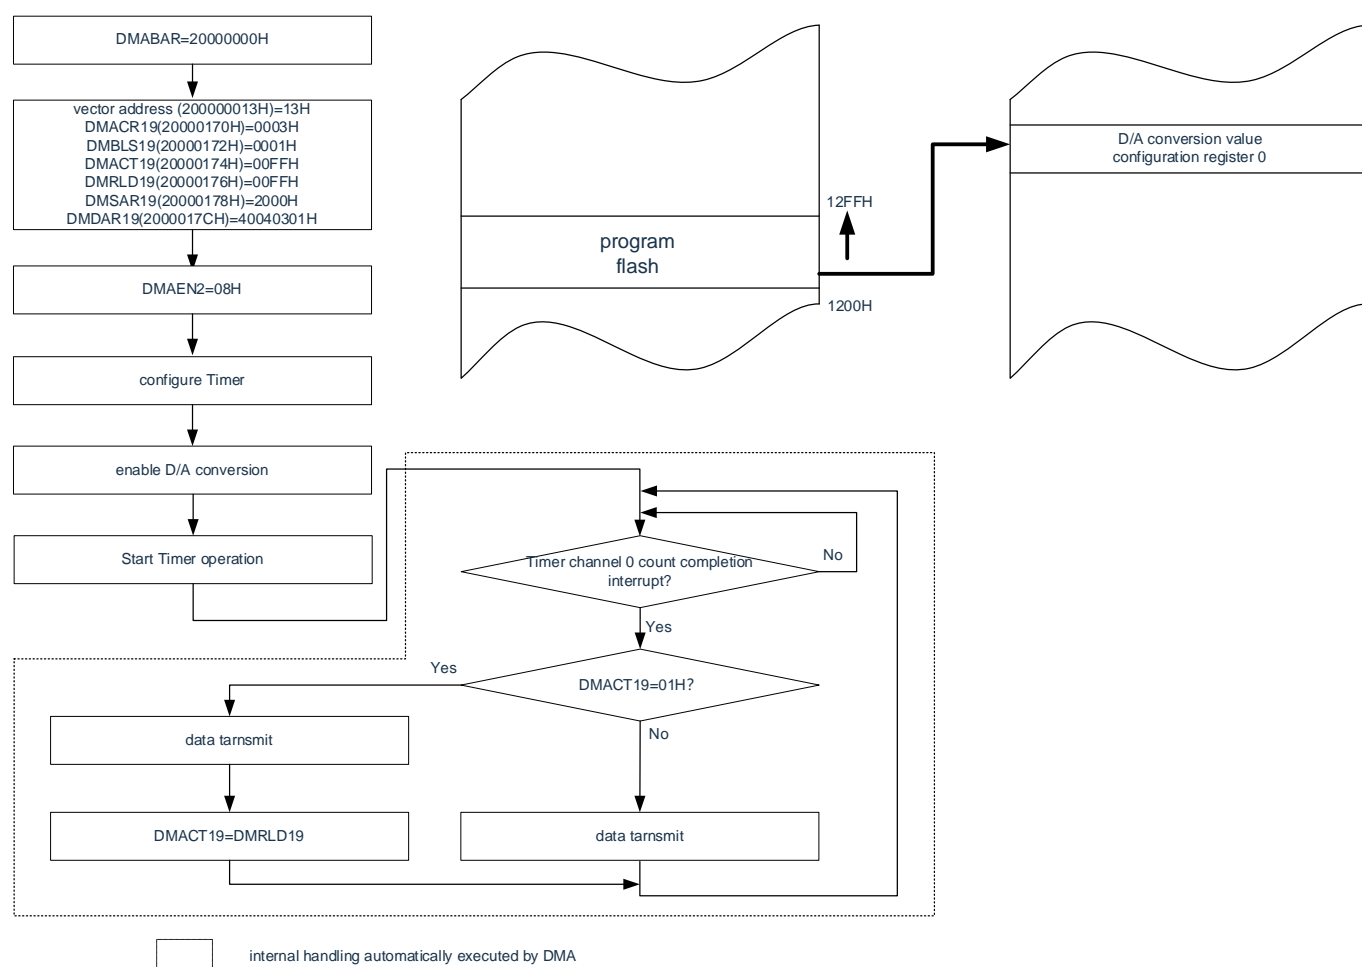 DMABAR=20000000H
vector address (200000013H)=13H
DMACR19(20000170H)=0003H
DMBLS19(20000172H)=0001H
DMACT19(20000174H)=00FFH
DMRLD19(20000176H)=00FFH
DMSAR19(20000178H)=2000H
DMDAR19(2000017CH)=40040301H
DMAEN2=08H
configure Timer
enable D/A conversion
Start Timer operation
program
flash
12FFH
1200H
D/A conversion value
configuration register 0
Timer channel 0 count completion
interrupt?
No
Yes
DMACT19=01H?
Yes
No
data tarnsmit
DMACT19=DMRLD19
data tarnsmit
internal handling automatically executed by DMA